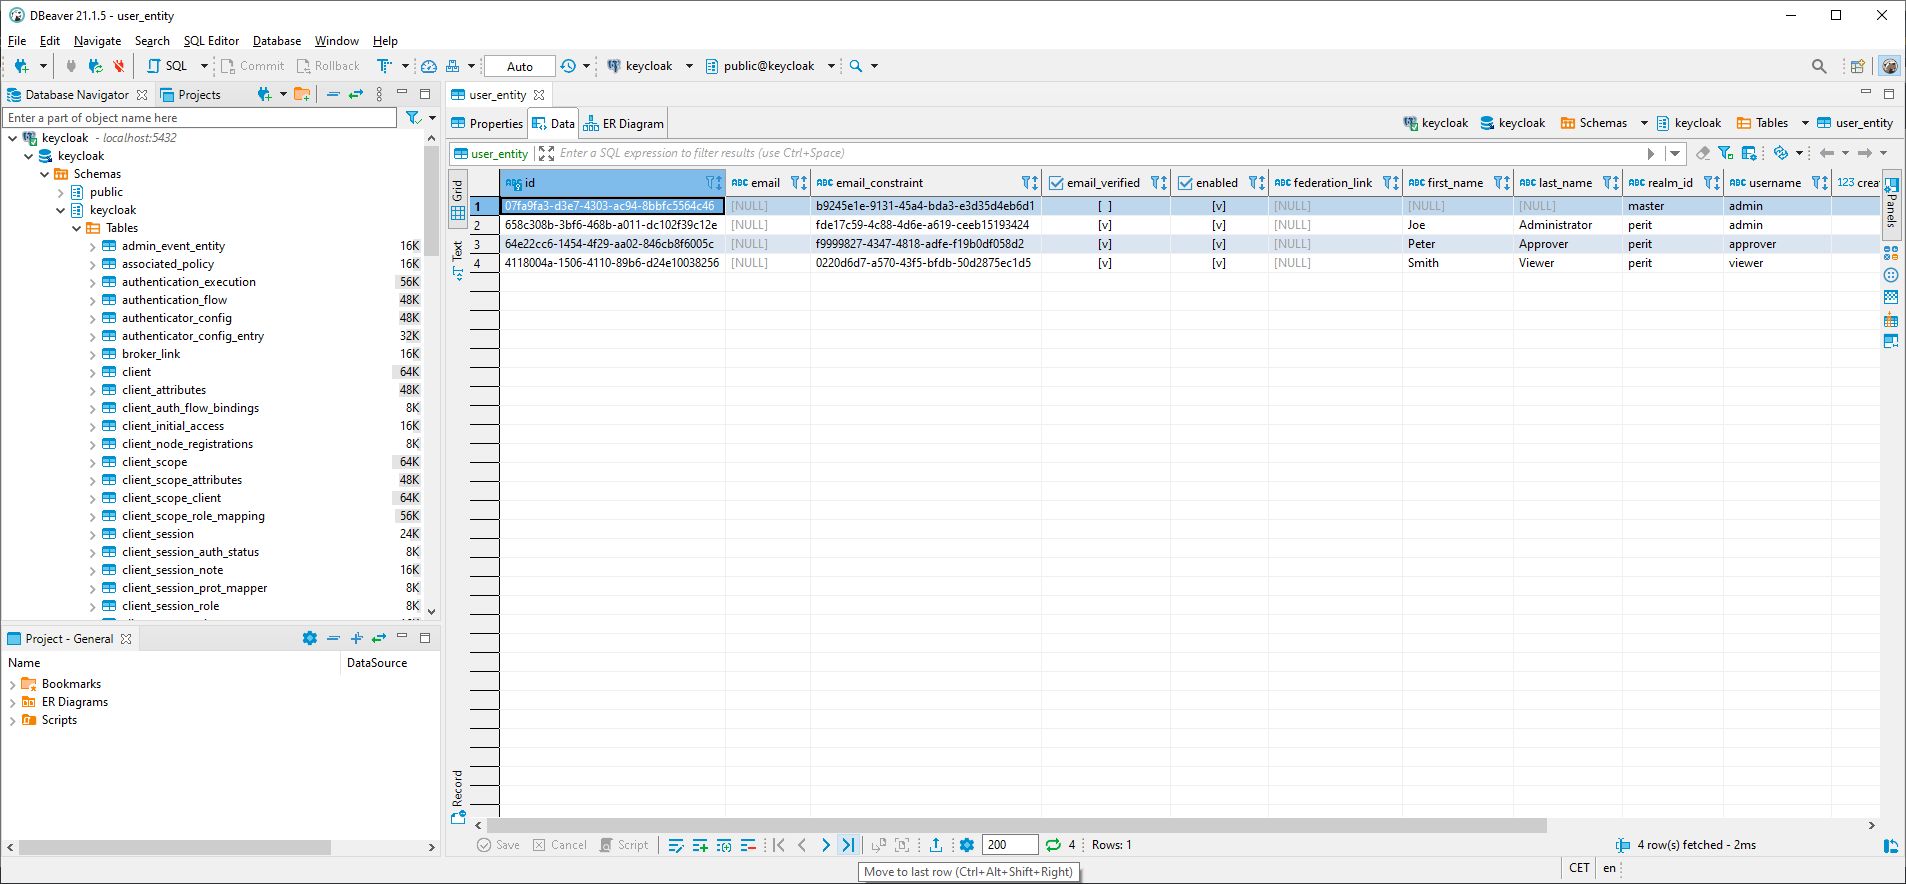 DBeaver 21.1.5 - user_entity
File Edit Navigate Search SQL Editor Database Window Help
SQL Commit Rollback Auto keycloak public@keycloak
Database Navigator Projects
Enter a part of object name here
keycloak - localhost:5432
keycloak
Schemas
public
keycloak
Tables
admin_event_entity 16K
associated_policy 16K
authentication_execution 56K
authentication_flow 48K
authenticator_config 48K
authenticator_config_entry 32K
broker_link 16K
client 64K
client_attributes 48K
client_auth_flow_bindings 8K
client_initial_access 16K
client_node_registrations 8K
client_scope 64K
client_scope_attributes 48K
client_scope_client 64K
client_scope_role_mapping 56K
client_session 24K
client_session_auth_status 8K
client_session_note 16K
client_session_prot_mapper 8K
client_session_role 8K
Project - General
Name DataSource
Bookmarks
ER Diagrams
Scripts
user_entity
Properties Data ER Diagram keycloak keycloak Schemas keycloak Tables user_entity
user_entity Enter a SQL expression to filter results (use Ctrl+Space)
Grid
Text
Record
ABC id ABC email ABC email_constraint email_verified enabled ABC federation_link ABC first_name ABC last_name ABC realm_id ABC username 123 crea
1 07fa9fa3-d3e7-4303-ac94-8bbfc5564c46 [NULL] b9245e1e-9131-45a4-bda3-e3d35d4eb6d1 [ ] [v] [NULL] [NULL] [NULL] master admin
2 658c308b-3bf6-468b-a011-dc102f39c12e [NULL] fde17c59-4c88-4d6e-a619-ceeb15193424 [v] [v] [NULL] Joe Administrator perit admin
3 64e22cc6-1454-4f29-aa02-846cb8f6005c [NULL] f9999827-4347-4818-adfe-f19b0df058d2 [v] [v] [NULL] Peter Approver perit approver
4 4118004a-1506-4110-89b6-d24e10038256 [NULL] 0220d6d7-a570-43f5-bfdb-50d2875ec1d5 [v] [v] [NULL] Smith Viewer perit viewer
Panels
Save Cancel Script 200 4 Rows: 1 4 row(s) fetched - 2ms
Move to last row (Ctrl+Alt+Shift+Right)
CET en